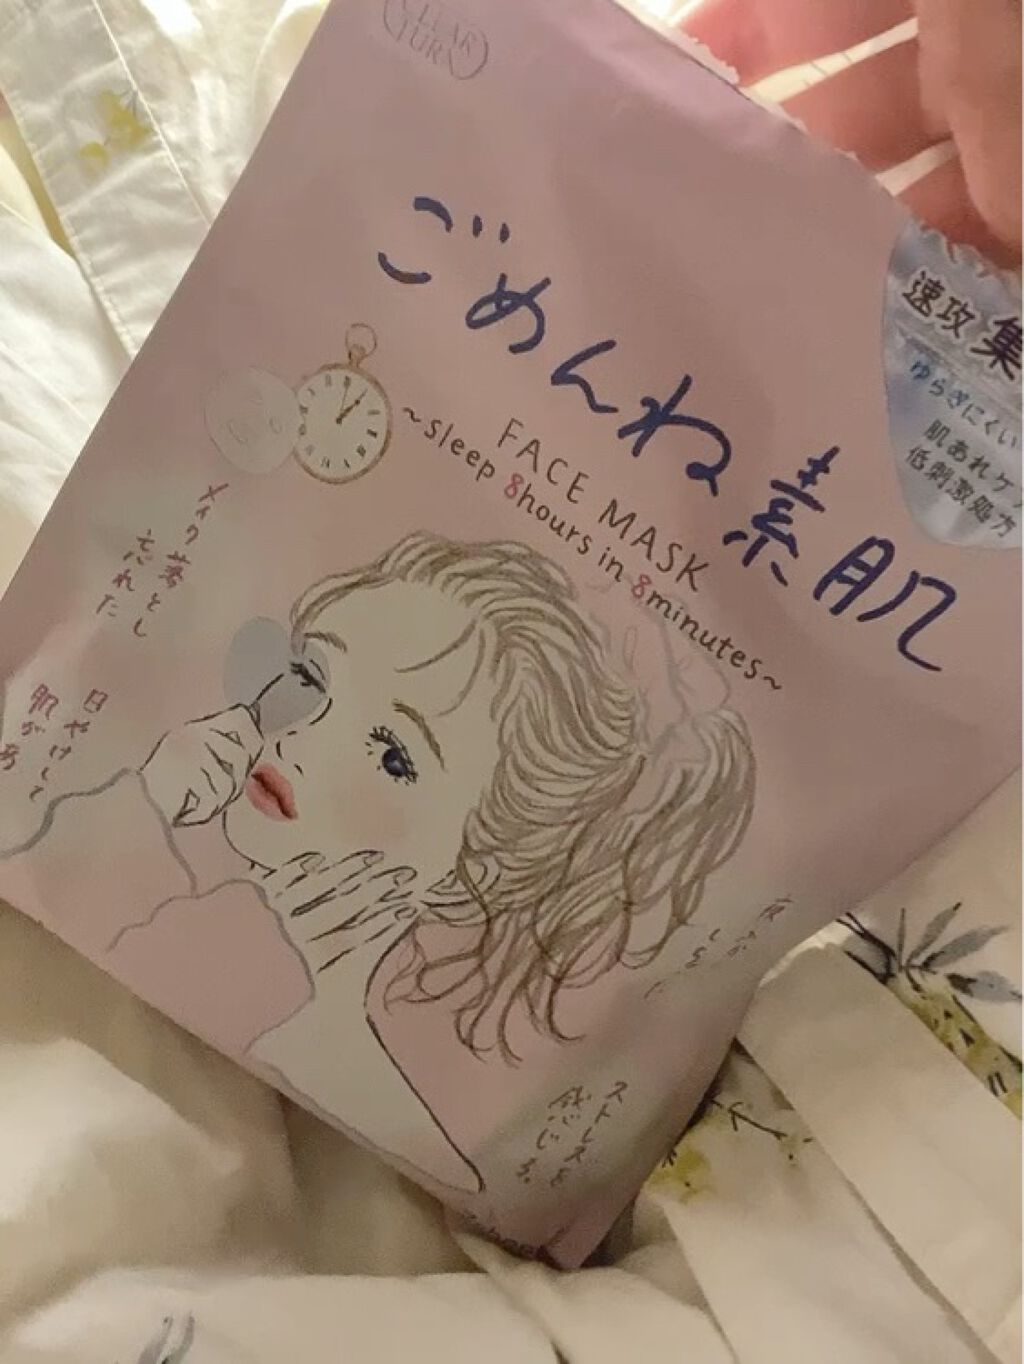 CLEAR
TURN
ごめんね素肌
FACE MASK
~sleep 8hours in 8minutes~
速攻集
ゆらぎにくい
肌あれケア
低刺激処方
メイク落とし
忘れた
日やけして
肌が
ストレスを
感じる。